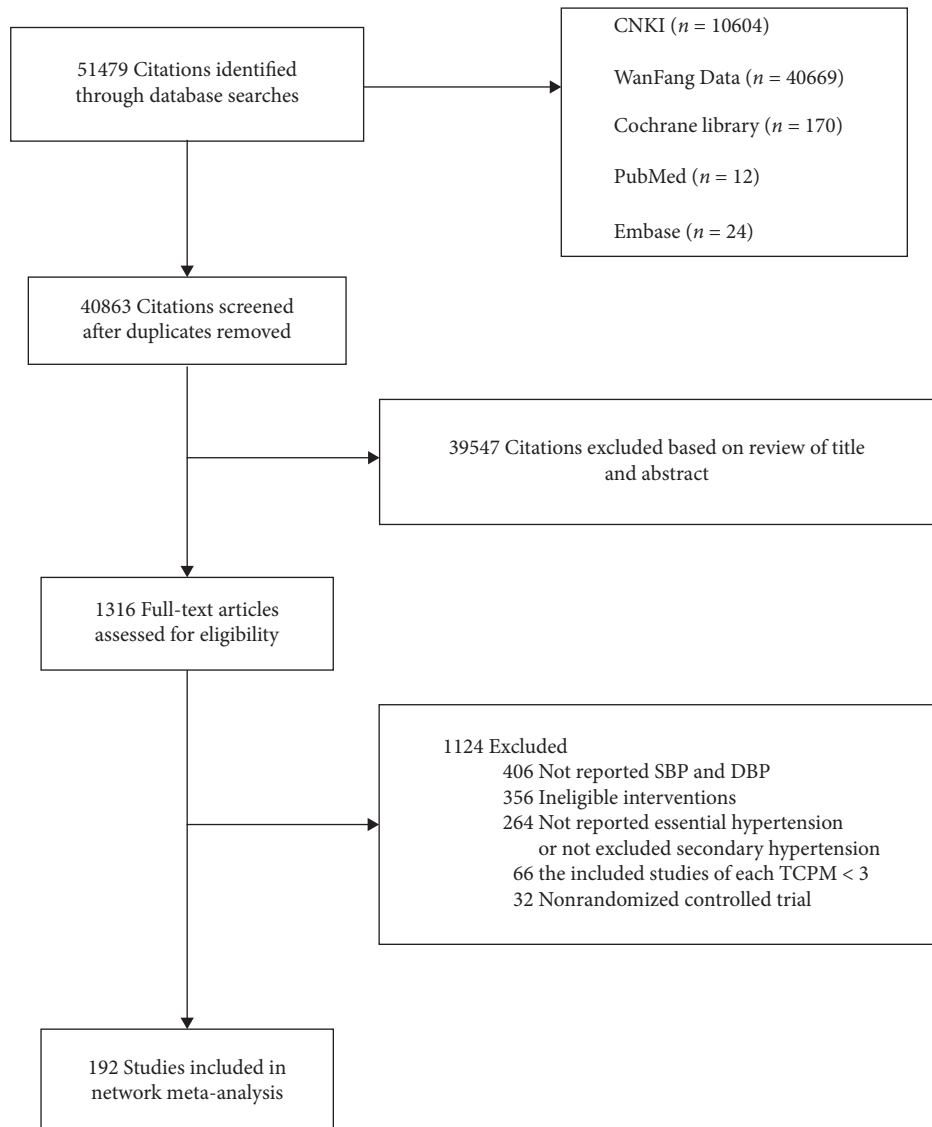 51479 Citations identified
through database searches
CNKI (n = 10604)
WanFang Data (n = 40669)
Cochrane library (n = 170)
PubMed (n = 12)
Embase (n = 24)
40863 Citations screened
after duplicates removed
39547 Citations excluded based on review of title
and abstract
1316 Full-text articles
assessed for eligibility
1124 Excluded
406 Not reported SBP and DBP
356 Ineligible interventions
264 Not reported essential hypertension
or not excluded secondary hypertension
66 the included studies of each TCPM < 3
32 Nonrandomized controlled trial
192 Studies included in
network meta-analysis